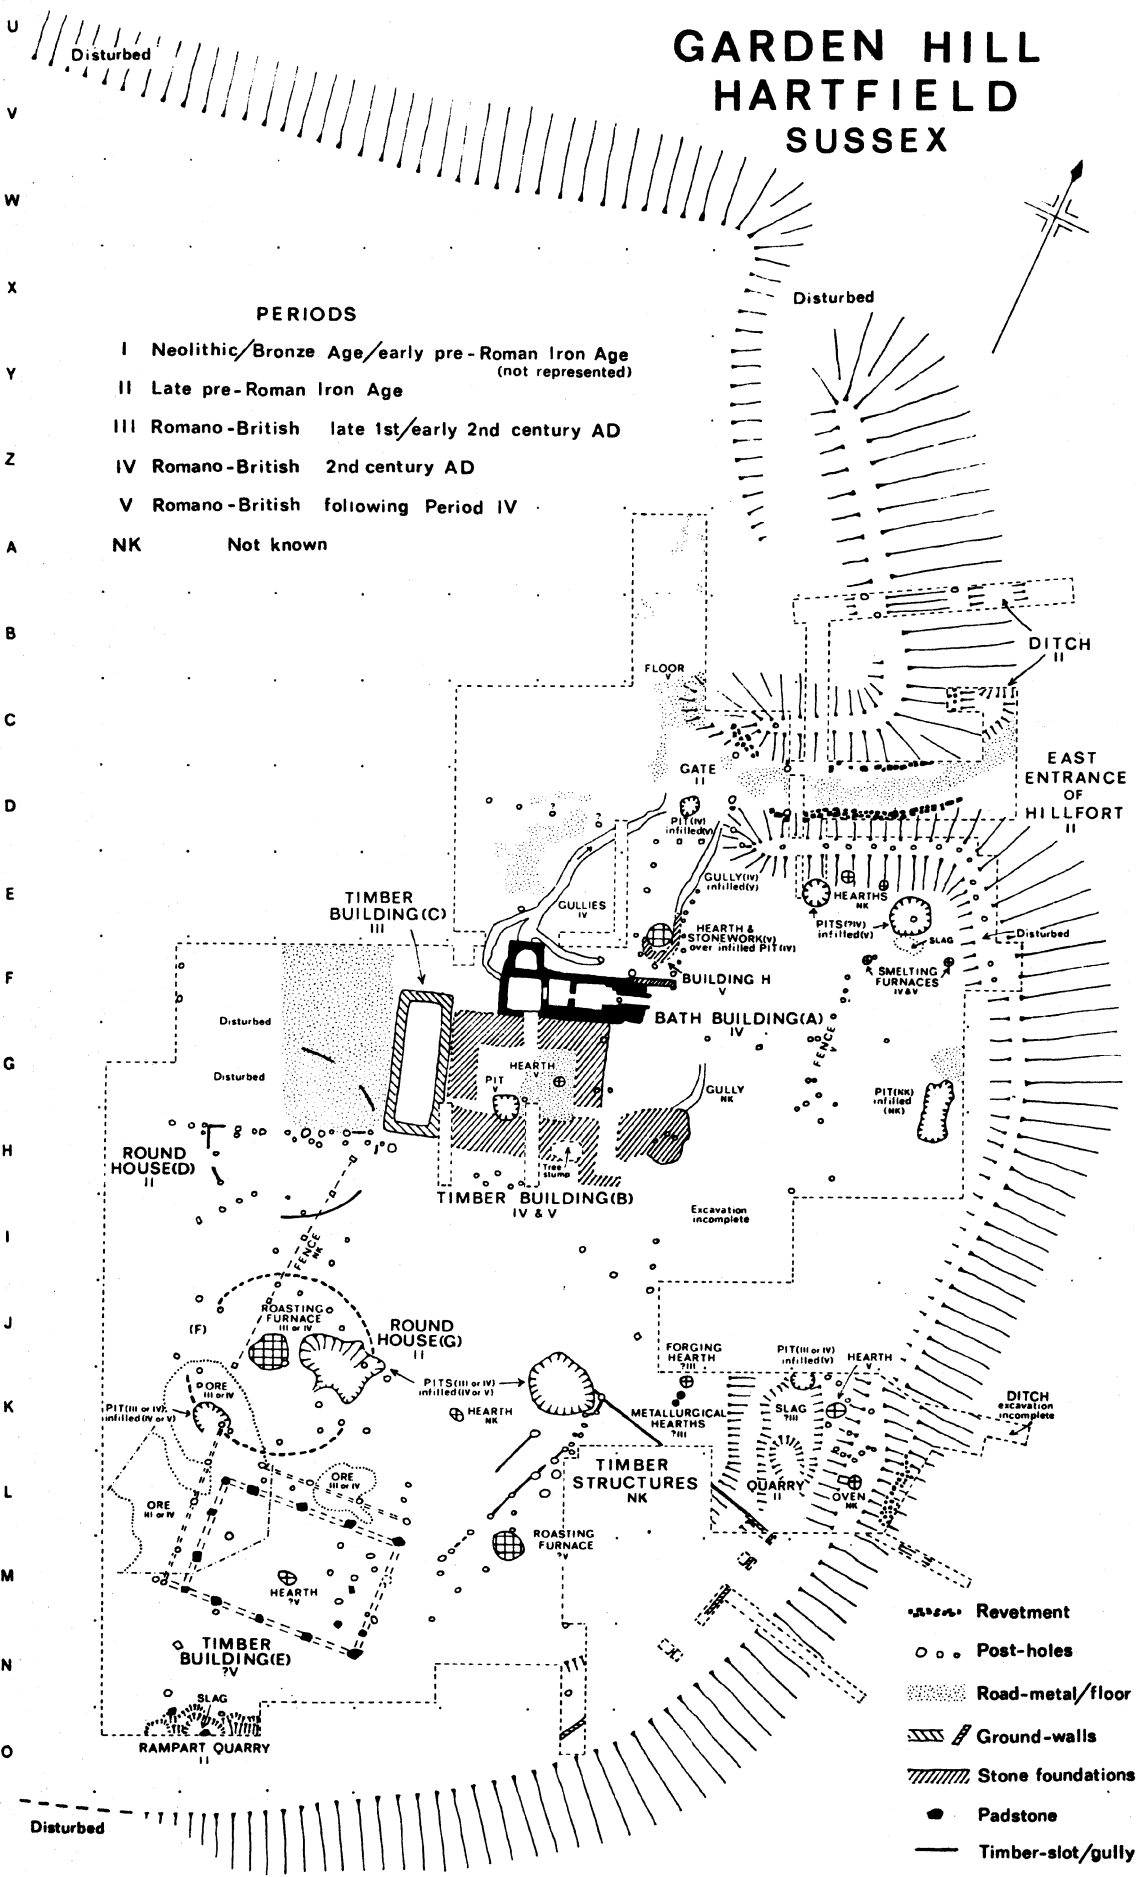 GARDEN HILL
HARTFIELD
SUSSEX
U
V
W
X
Y
Z
A
B
C
D
E
F
G
H
I
J
K
L
M
N
O
Disturbed
Disturbed
PERIODS
I Neolithic/Bronze Age/early pre-Roman Iron Age
(not represented)
II Late pre-Roman Iron Age
III Romano-British late 1st/early 2nd century AD
IV Romano-British 2nd century AD
V Romano-British following Period IV
NK Not known
DITCH
II
FLOOR
V
GATE
II
EAST
ENTRANCE
OF
HILLFORT
II
?
?
PIT(IV)
infilled(V)
GULLY(IV)
infilled(V)
TIMBER
BUILDING(C)
III
GULLIES
IV
HEARTHS
NK
PITS(?IV)
infilled(V)
SLAG
Disturbed
HEARTH &
STONEWORK(V)
over infilled PIT(IV)
SMELTING
FURNACES
IV&V
BUILDING H
V
BATH BUILDING(A)
IV
Disturbed
Disturbed
FENCE
V
HEARTH
V
PIT
V
GULLY
NK
PIT(NK)
infilled
(NK)
ROUND
HOUSE(D)
II
Tree
stump
TIMBER BUILDING(B)
IV & V
Excavation
incomplete
FENCE
NK
ROASTING
FURNACE
III or IV
(F)
ROUND
HOUSE(G)
II
FORGING
HEARTH
?III
PIT(III or IV)
infilled(V)
HEARTH
V
ORE
III or IV
PITS(III or IV)
infilled(IV or V)
PIT(III or IV)
infilled(IV or V)
HEARTH
NK
METALLURGICAL
HEARTHS
?III
SLAG
?III
DITCH
excavation
incomplete
TIMBER
STRUCTURES
NK
ORE
III or IV
QUARRY
II
OVEN
NK
ORE
III or IV
ROASTING
FURNACE
?V
HEARTH
?V
TIMBER
BUILDING(E)
?V
SLAG
RAMPART QUARRY
II
Disturbed
Revetment
Post-holes
Road-metal/floor
Ground-walls
Stone foundations
Padstone
Timber-slot/gully